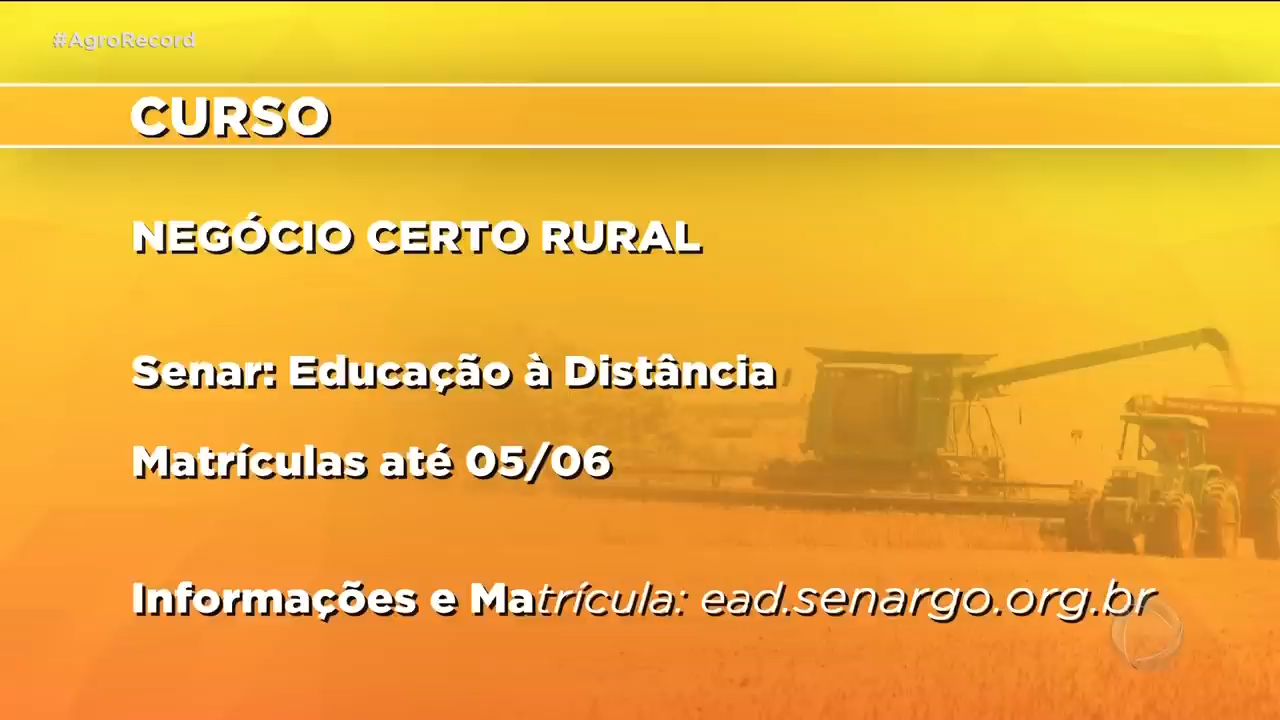 #AgroRecord
CURSO
NEGÓCIO CERTO RURAL
Senar: Educação à Distância
Matrículas até 05/06
Informações e Matrícula: ead.senargo.org.br